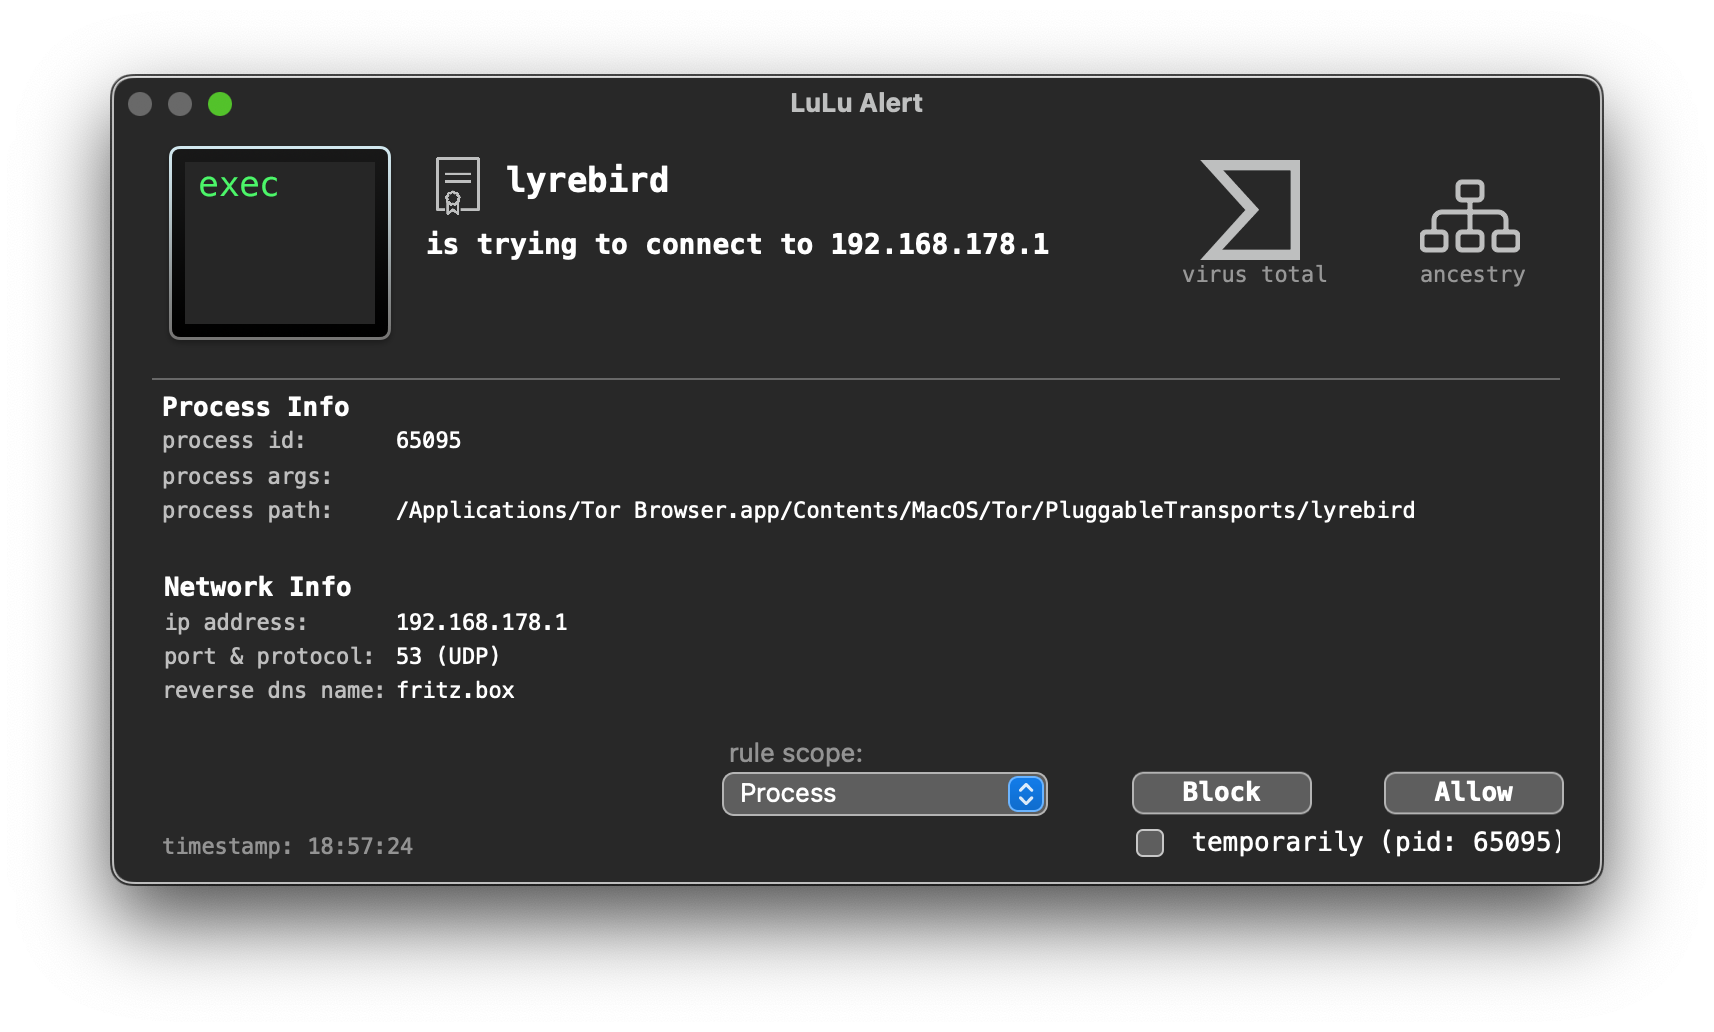 LuLu Alert
exec
lyrebird
is trying to connect to 192.168.178.1
virus total
ancestry
Process Info
process id: 65095
process args:
process path: /Applications/Tor Browser.app/Contents/MacOS/Tor/PluggableTransports/lyrebird
Network Info
ip address: 192.168.178.1
port & protocol: 53 (UDP)
reverse dns name: fritz.box
rule scope:
Process
Block
Allow
timestamp: 18:57:24
temporarily (pid: 65095)